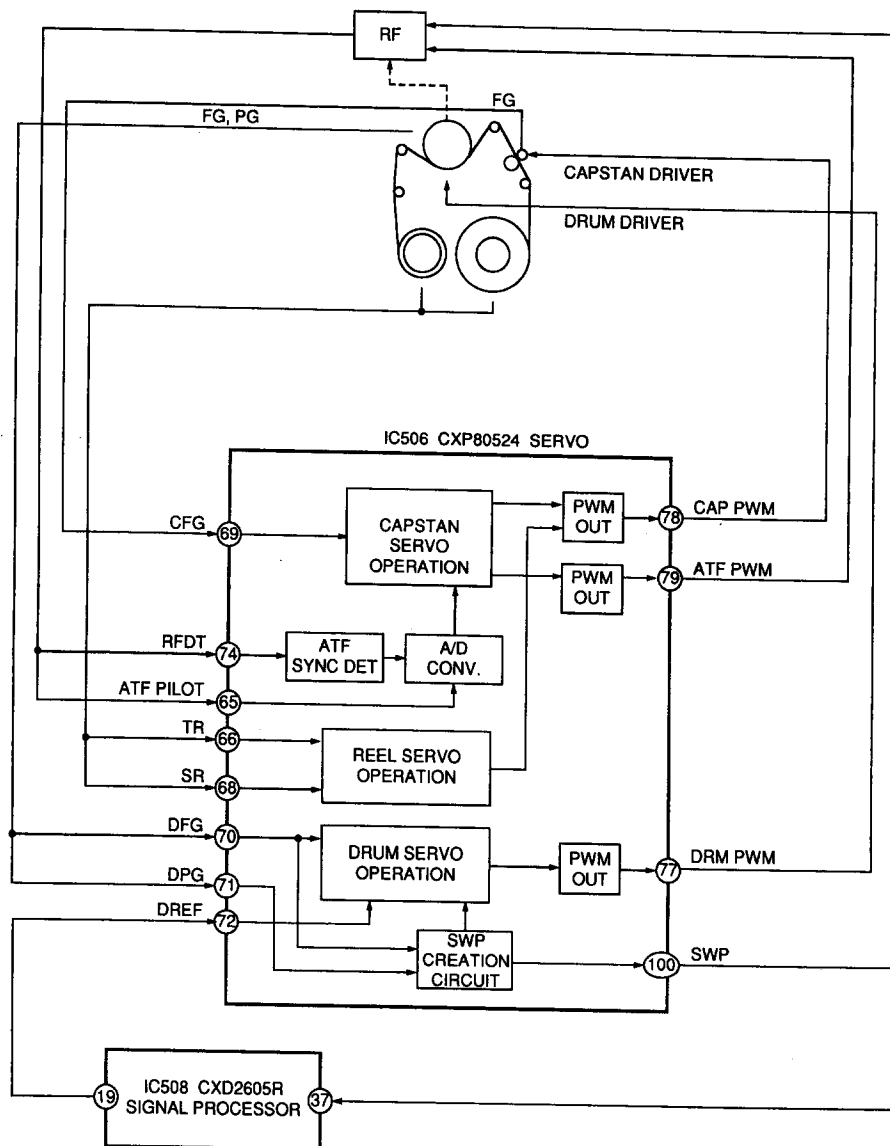 RF
FG
FG, PG
CAPSTAN DRIVER
DRUM DRIVER
IC506 CXP80524 SERVO
CFG
69
CAPSTAN
SERVO
OPERATION
PWM
OUT
78
CAP PWM
PWM
OUT
79
ATF PWM
RFDT
74
ATF
SYNC DET
A/D
CONV.
ATF PILOT
65
TR
66
REEL SERVO
OPERATION
SR
68
DFG
70
DRUM SERVO
OPERATION
PWM
OUT
77
DRM PWM
DPG
71
DREF
72
SWP
CREATION
CIRCUIT
100
SWP
19
IC508 CXD2605R
SIGNAL PROCESSOR
37